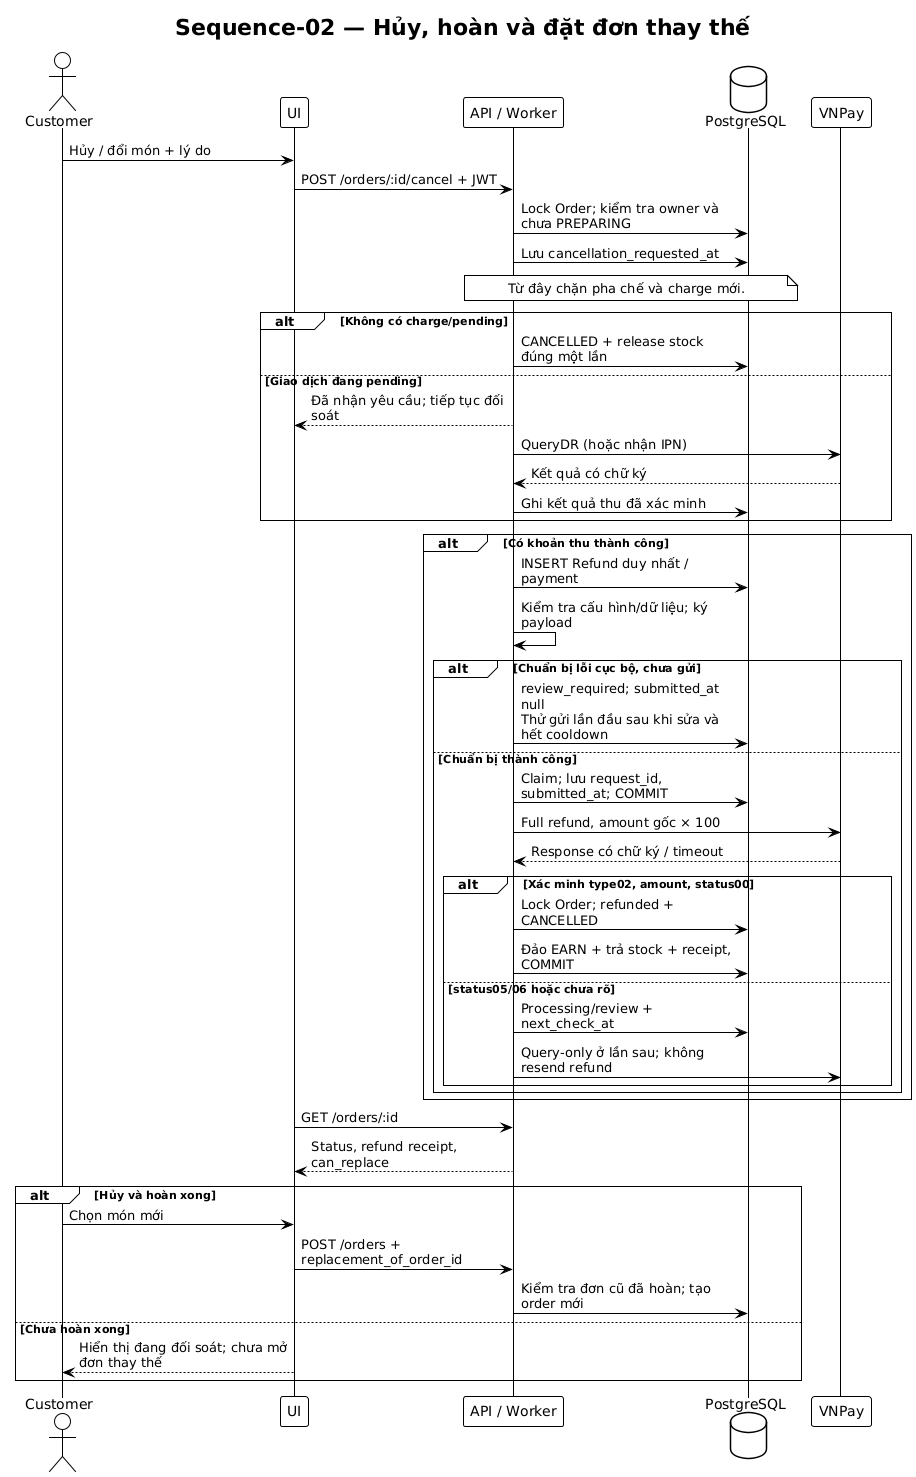 Sequence-02 — Hủy, hoàn và đặt đơn thay thế
Customer
UI
API / Worker
PostgreSQL
VNPay
Hủy / đổi món + lý do
POST /orders/:id/cancel + JWT
Lock Order; kiểm tra owner và
chưa PREPARING
Lưu cancellation_requested_at
Từ đây chặn pha chế và charge mới.
alt
[Không có charge/pending]
CANCELLED + release stock
đúng một lần
[Giao dịch đang pending]
Đã nhận yêu cầu; tiếp tục đối
soát
QueryDR (hoặc nhận IPN)
Kết quả có chữ ký
Ghi kết quả thu đã xác minh
alt
[Có khoản thu thành công]
INSERT Refund duy nhất /
payment
Kiểm tra cấu hình/dữ liệu; ký
payload
alt
[Chuẩn bị lỗi cục bộ, chưa gửi]
review_required; submitted_at
null
Thử gửi lần đầu sau khi sửa và
hết cooldown
[Chuẩn bị thành công]
Claim; lưu request_id,
submitted_at; COMMIT
Full refund, amount gốc × 100
Response có chữ ký / timeout
alt
[Xác minh type02, amount, status00]
Lock Order; refunded +
CANCELLED
Đảo EARN + trả stock + receipt,
COMMIT
[status05/06 hoặc chưa rõ]
Processing/review +
next_check_at
Query-only ở lần sau; không
resend refund
GET /orders/:id
Status, refund receipt,
can_replace
alt
[Hủy và hoàn xong]
Chọn món mới
POST /orders +
replacement_of_order_id
Kiểm tra đơn cũ đã hoàn; tạo
order mới
[Chưa hoàn xong]
Hiển thị đang đối soát; chưa mở
đơn thay thế
Customer
UI
API / Worker
PostgreSQL
VNPay